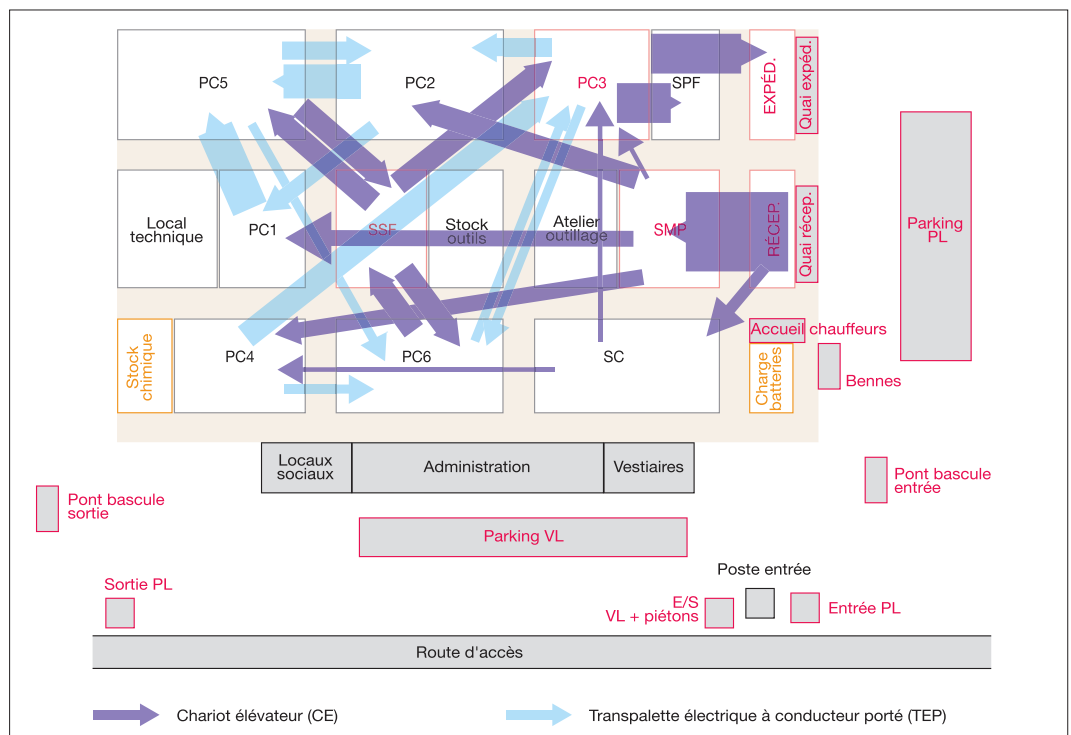 PC5
PC2
PC3
SPF
EXPÉD.
Quai expéd.
Local
technique
PC1
SSF
Stock
outils
Atelier
outillage
SMP
RÉCEP.
Quai récep.
Parking
PL
Stock
chimique
PC4
PC6
SC
Accueil chauffeurs
Charge
batteries
Bennes
Locaux
sociaux
Administration
Vestiaires
Pont bascule
sortie
Pont bascule
entrée
Parking VL
Sortie PL
Poste entrée
E/S
VL + piétons
Entrée PL
Route d'accès
Chariot élévateur (CE)
Transpalette électrique à conducteur porté (TEP)